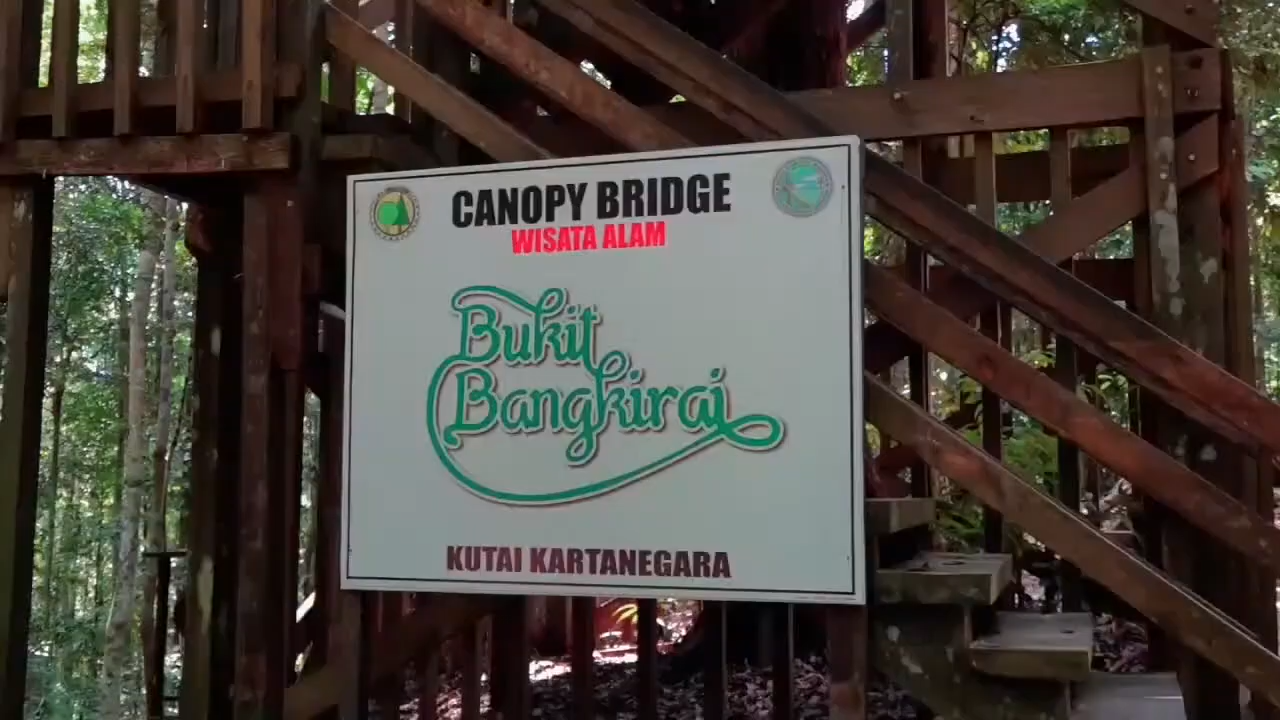 CANOPY BRIDGE
WISATA ALAM
Bukit
Bangkirai
KUTAI KARTANEGARA